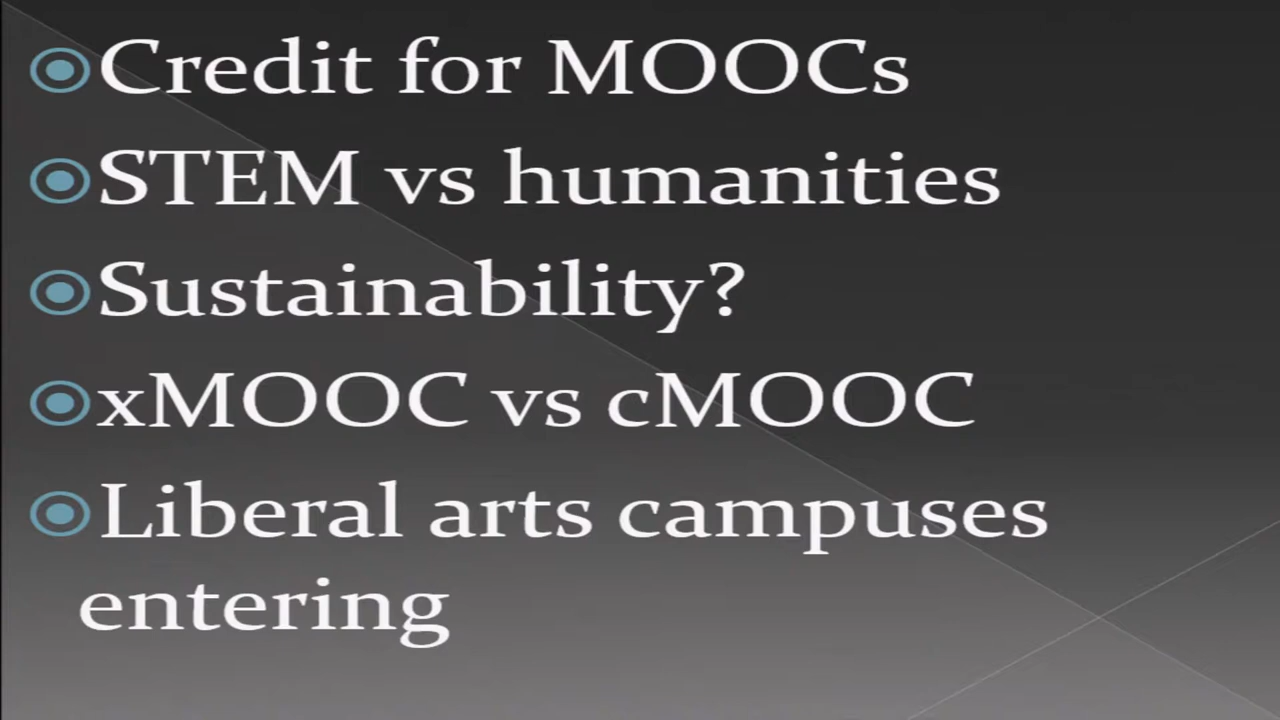 Credit for MOOCs
STEM vs humanities
Sustainability?
xMOOC vs cMOOC
Liberal arts campuses
entering